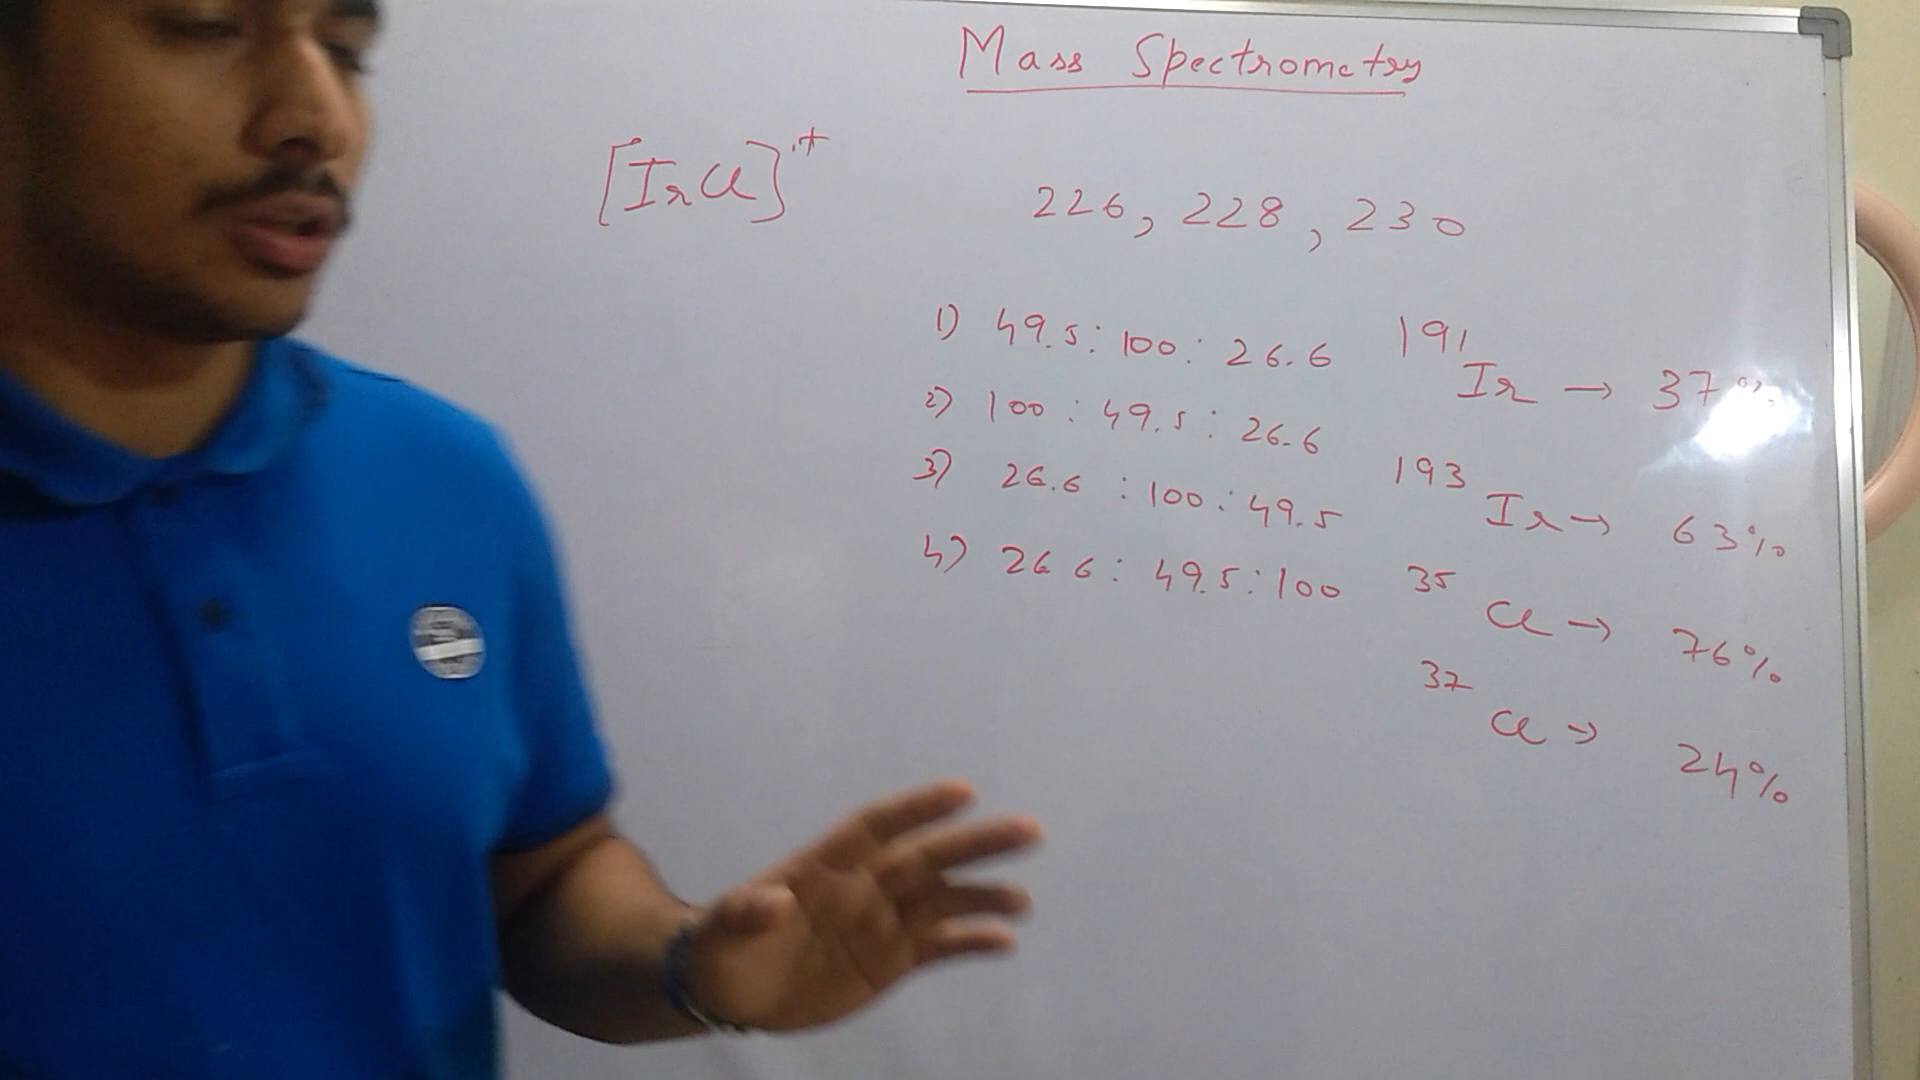 Mass Spectrometry
[IrCl]·+
226, 228, 230
1) 49.5 : 100 : 26.6
2) 100 : 49.5 : 26.6
3) 26.6 : 100 : 49.5
4) 26 6 : 49.5 : 100
191 Ir → 37%
193 Ir → 63%
35 Cl → 76%
37 Cl → 24%